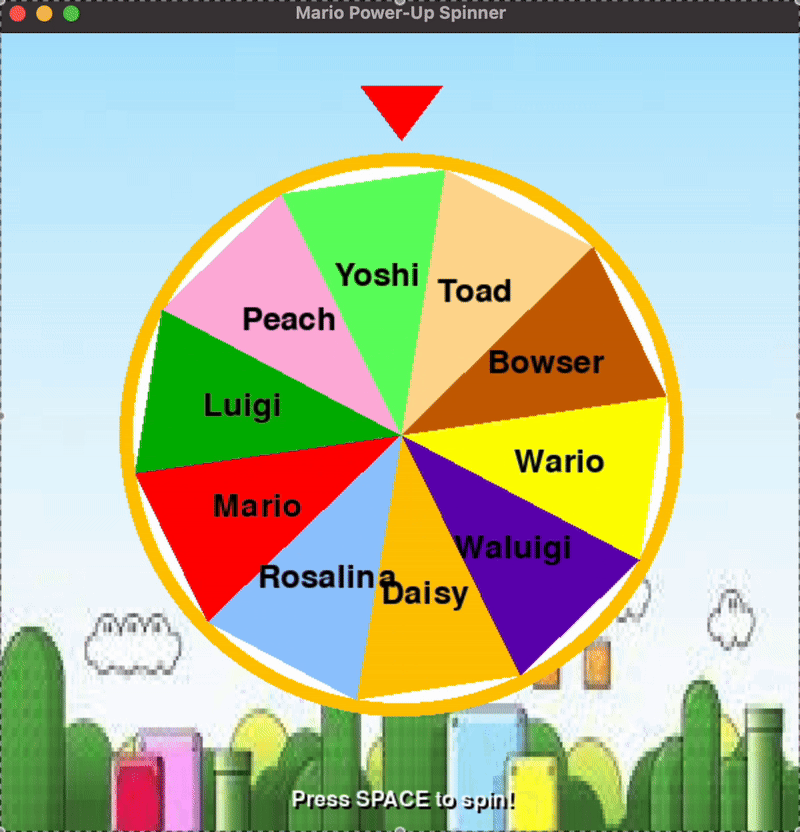 Mario Power-Up Spinner
Yoshi
Toad
Peach
Bowser
Luigi
Wario
Mario
Waluigi
Rosalina
Daisy
Press SPACE to spin!